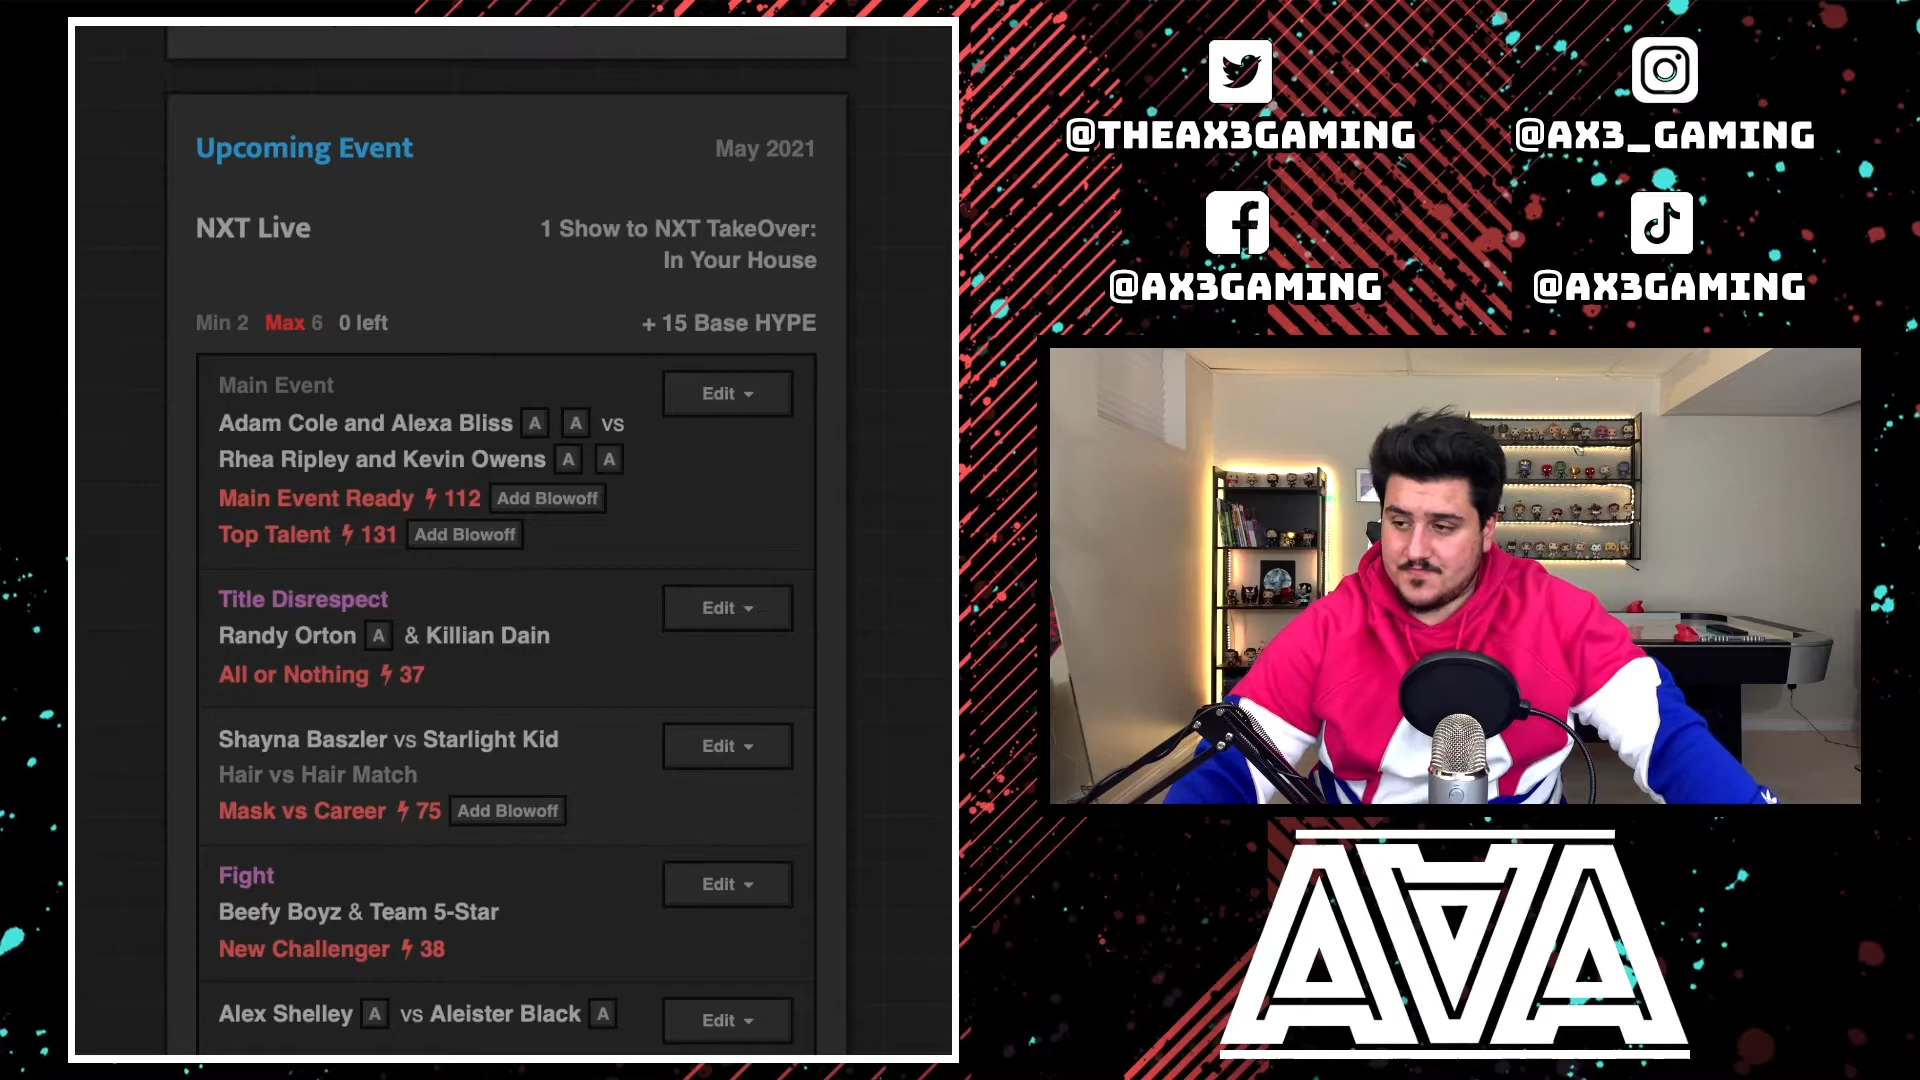 Upcoming Event
May 2021
NXT Live
1 Show to NXT TakeOver:
In Your House
Min 2 Max 6 0 left
+ 15 Base HYPE
Main Event
Edit
Adam Cole and Alexa Bliss A A vs
Rhea Ripley and Kevin Owens A A
Main Event Ready 112 Add Blowoff
Top Talent 131 Add Blowoff
Title Disrespect
Edit
Randy Orton A & Killian Dain
All or Nothing 37
Shayna Baszler vs Starlight Kid
Edit
Hair vs Hair Match
Mask vs Career 75 Add Blowoff
Fight
Edit
Beefy Boyz & Team 5-Star
New Challenger 38
Alex Shelley A vs Aleister Black A
Edit
@THEAX3GAMING
@AX3_GAMING
@AX3GAMING
@AX3GAMING